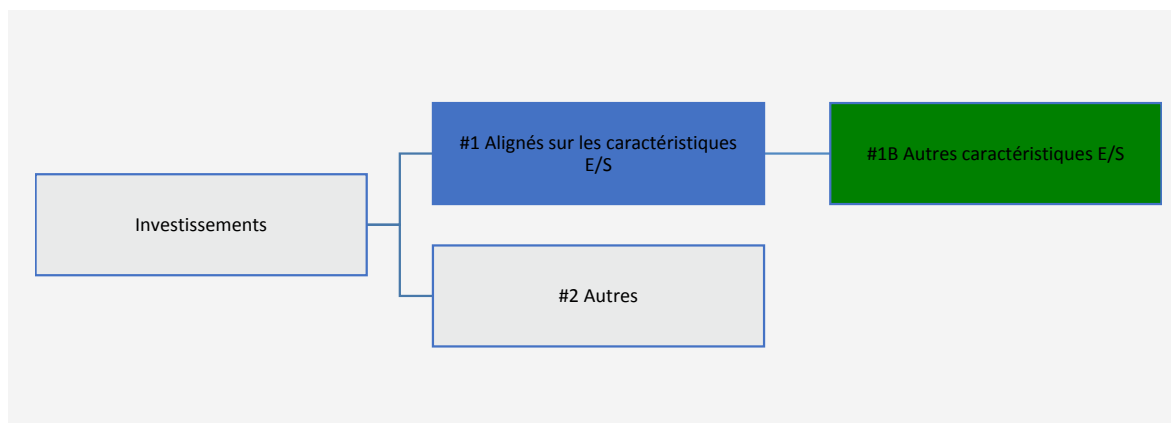 #1 Alignés sur les caractéristiques
E/S
#1B Autres caractéristiques E/S
Investissements
#2 Autres